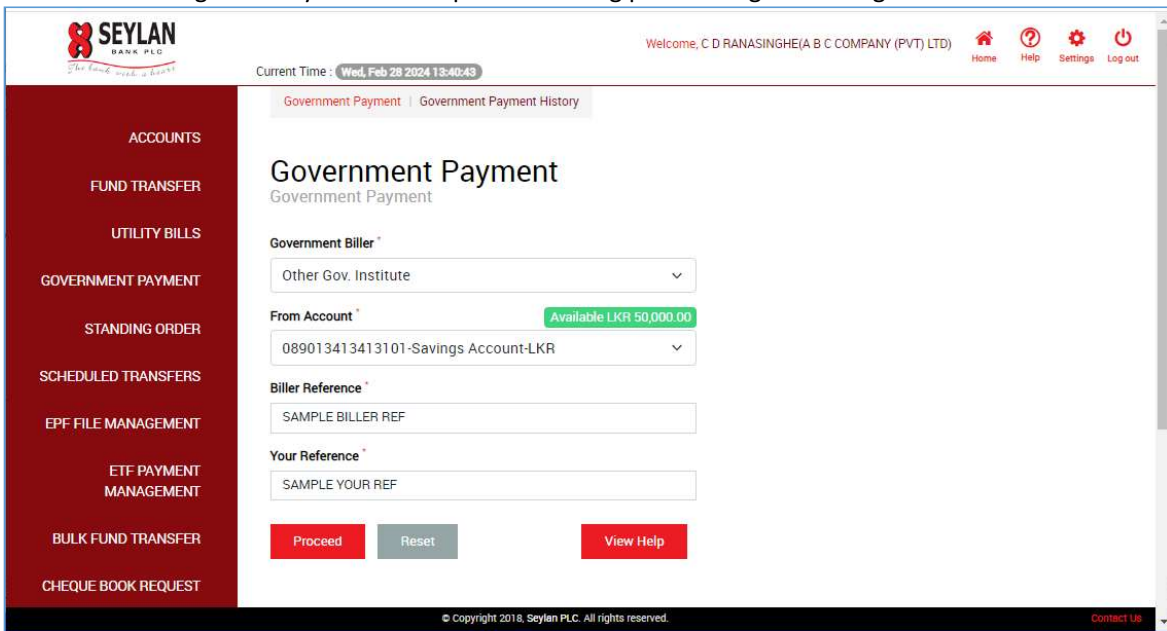 SEYLAN
BANK PLC
The bank with a heart
Welcome, C D RANASINGHE(A B C COMPANY (PVT) LTD)
Home
Help
Settings
Log out
Current Time : Wed, Feb 28 2024 13:40:43
Government Payment | Government Payment History
ACCOUNTS
FUND TRANSFER
UTILITY BILLS
GOVERNMENT PAYMENT
STANDING ORDER
SCHEDULED TRANSFERS
EPF FILE MANAGEMENT
ETF PAYMENT
MANAGEMENT
BULK FUND TRANSFER
CHEQUE BOOK REQUEST
Government Payment
Government Payment
Government Biller *
Other Gov. Institute
From Account *
Available LKR 50,000.00
089013413413101-Savings Account-LKR
Biller Reference *
SAMPLE BILLER REF
Your Reference *
SAMPLE YOUR REF
Proceed
Reset
View Help
© Copyright 2018, Seylan PLC. All rights reserved.
Contact Us